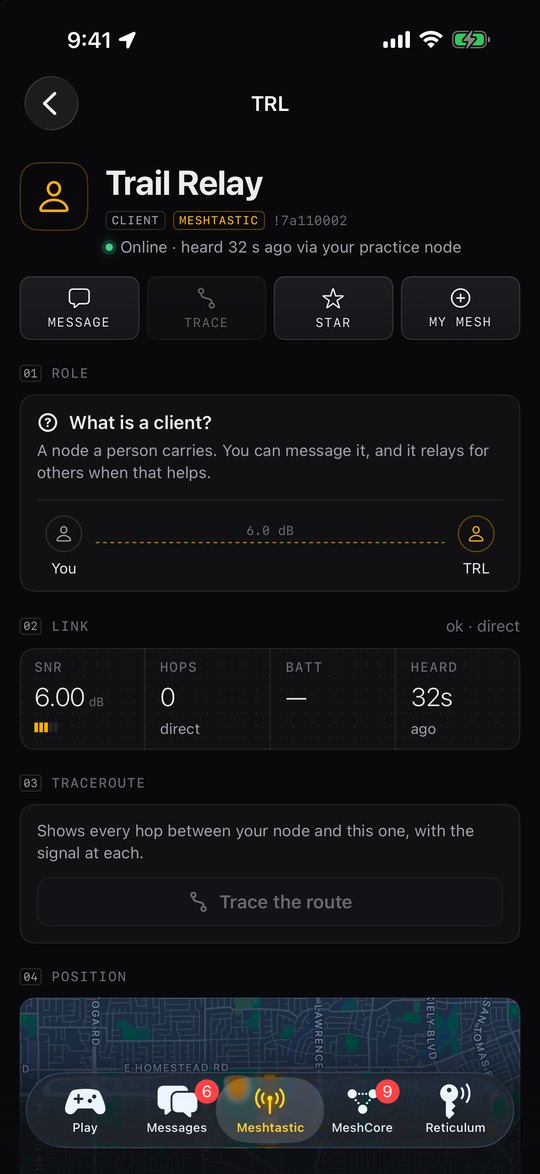 9:41
TRL
Trail Relay
CLIENT MESHTASTIC !7a110002
Online · heard 32 s ago via your practice node
MESSAGE TRACE STAR MY MESH
01 ROLE
What is a client?
A node a person carries. You can message it, and it relays for
others when that helps.
6.0 dB
You TRL
02 LINK ok · direct
SNR HOPS BATT HEARD
6.00 dB 0 — 32s
direct ago
03 TRACEROUTE
Shows every hop between your node and this one, with the
signal at each.
Trace the route
04 POSITION
LAWRENCE
KIELY BLVD
SAN TOMAS
E HOMESTEAD RD
6 9
Play Messages Meshtastic MeshCore Reticulum